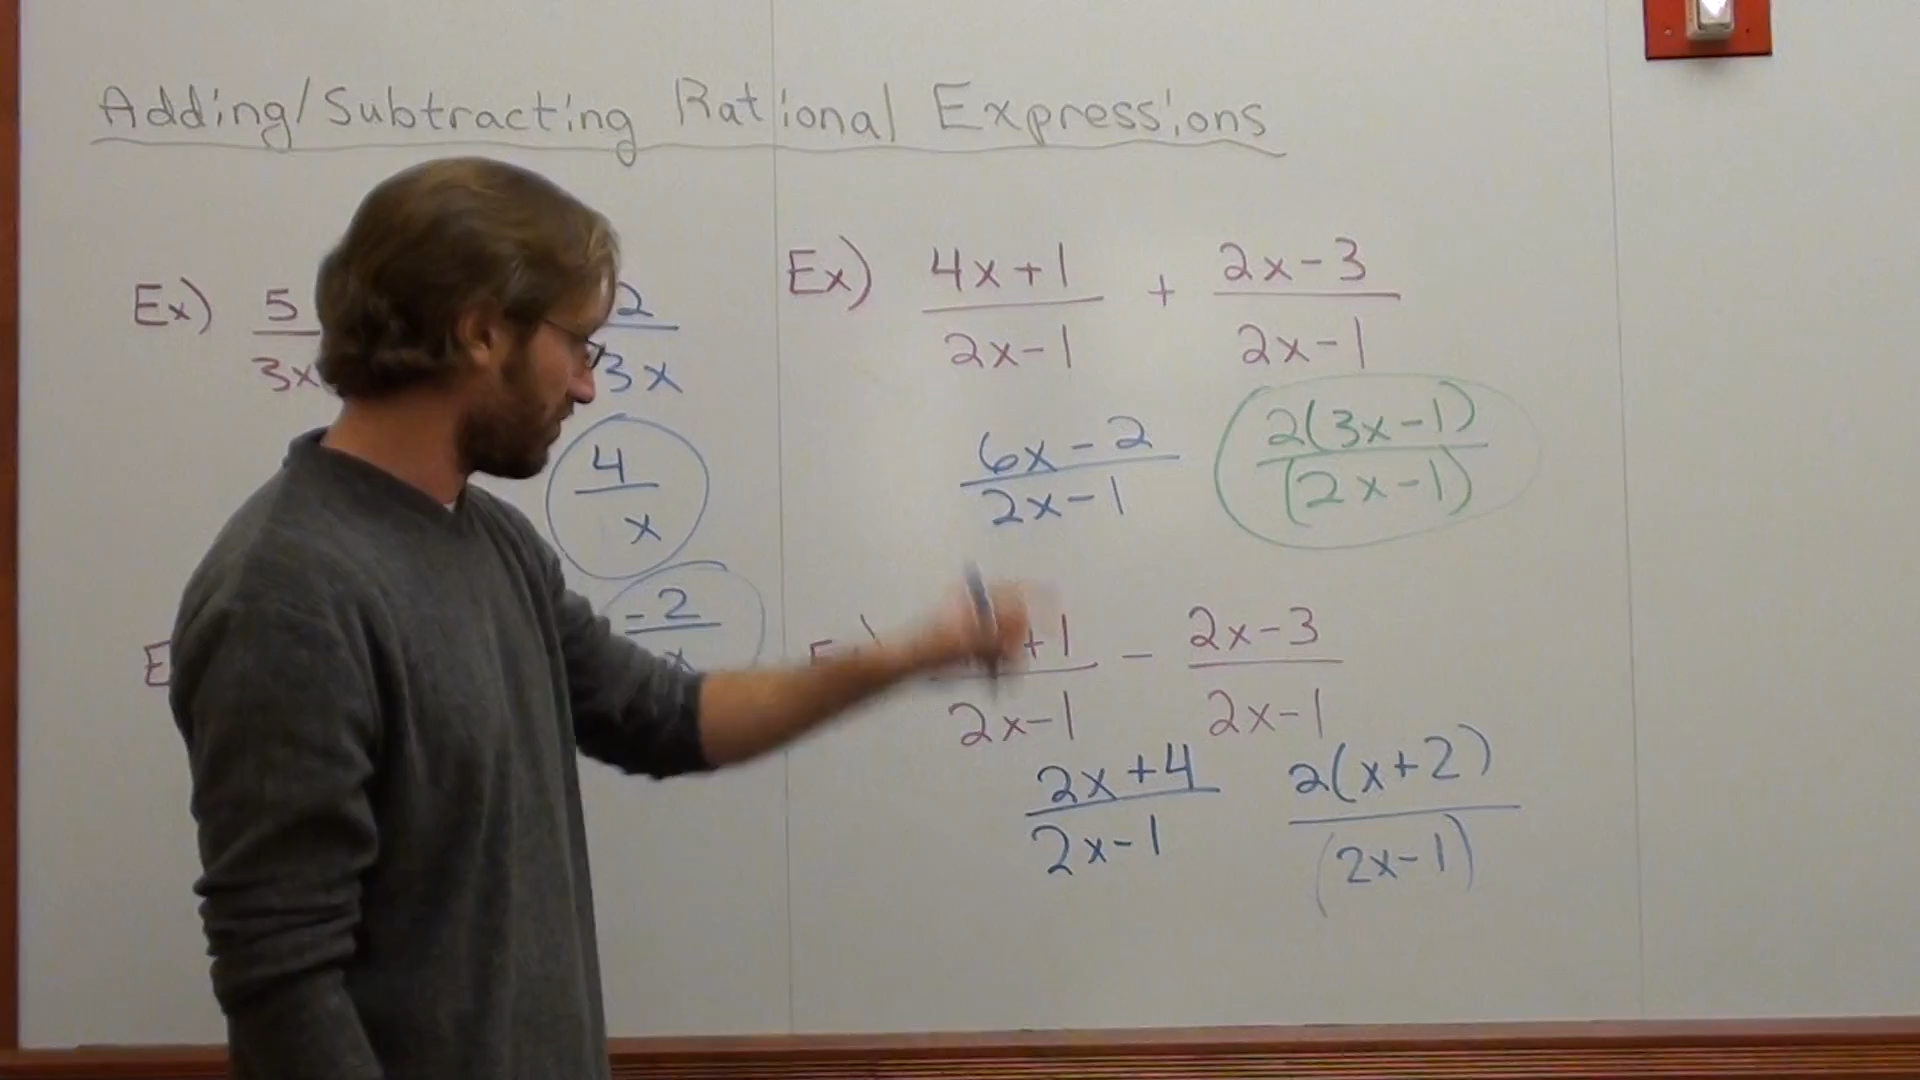 Adding/Subtracting Rational Expressions
Ex) 5 2
3x 3x
4
x
-2
x
E
Ex) 4x+1 + 2x-3
2x-1 2x-1
6x-2 2(3x-1)
2x-1 (2x-1)
+1 - 2x-3
2x-1 2x-1
2x+4 2(x+2)
2x-1 (2x-1)